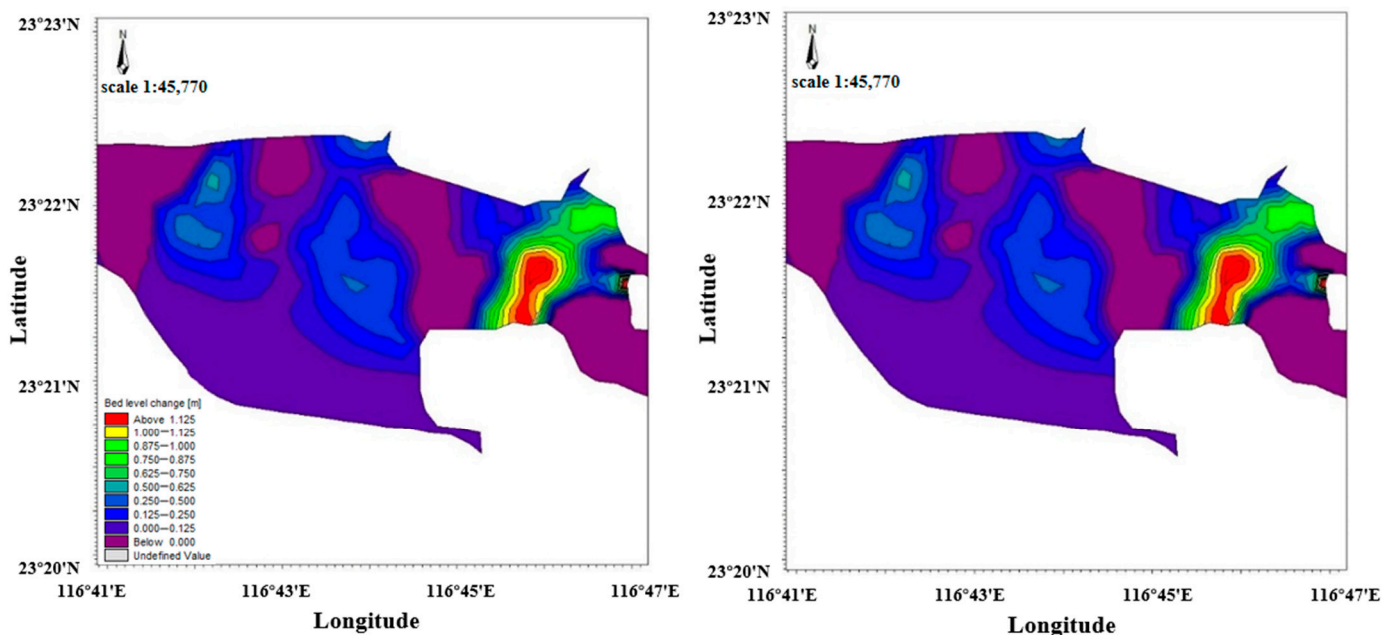 23°23'N
N
scale 1:45,770
23°22'N
Latitude
23°21'N
Bed level change [m]
Above 1.125
1.000—1.125
0.875—1.000
0.750—0.875
0.625—0.750
0.500—0.625
0.250—0.500
0.125—0.250
0.000—0.125
Below 0.000
Undefined Value
23°20'N
116°41'E 116°43'E 116°45'E 116°47'E
Longitude
23°23'N
N
scale 1:45,770
23°22'N
Latitude
23°21'N
23°20'N
116°41'E 116°43'E 116°45'E 116°47'E
Longitude